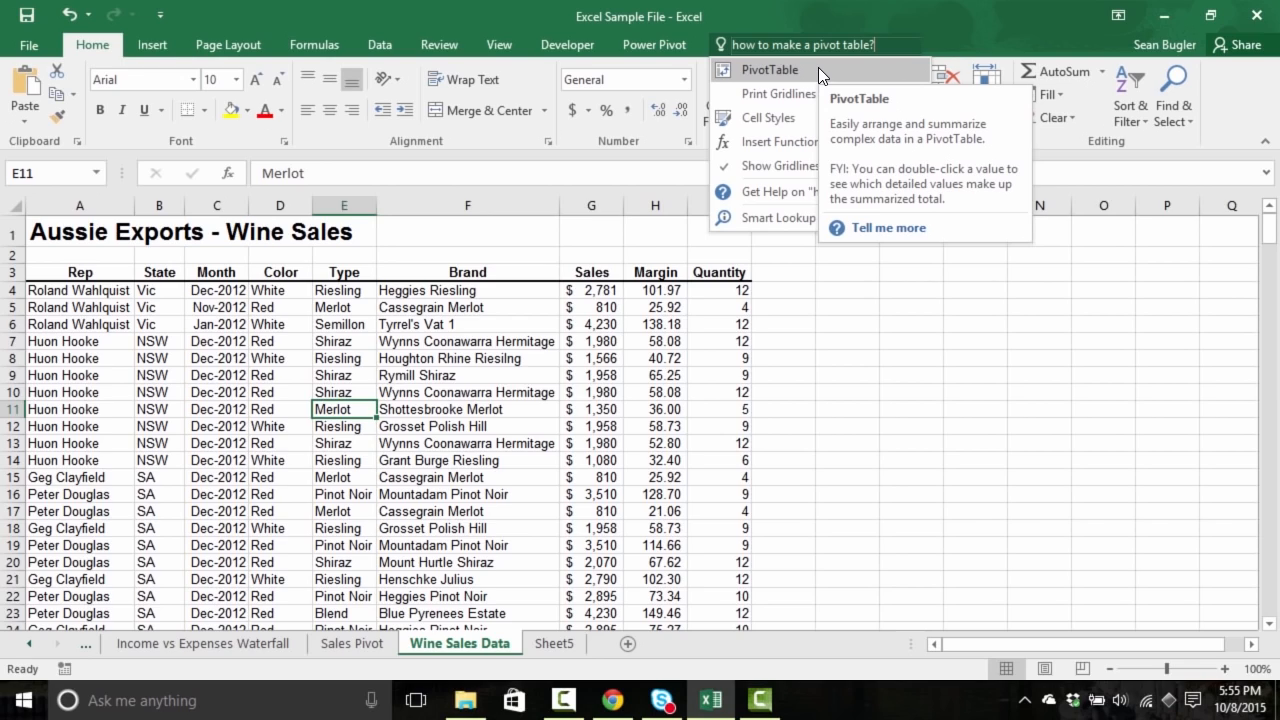 Excel Sample File - Excel
File Home Insert Page Layout Formulas Data Review View Developer Power Pivot how to make a pivot table? Sean Bugler Share
Paste
Arial 10 A A
B I U A
Wrap Text
Merge & Center
General
$ % ,
PivotTable
Print Gridlines
Cell Styles
Insert Function
Show Gridlines
Get Help on "h
Smart Lookup
PivotTable
Easily arrange and summarize
complex data in a PivotTable.
FYI: You can double-click a value to
see which detailed values make up
the summarized total.
Tell me more
AutoSum
Fill
Clear
Sort &
Filter
Find &
Select
Clipboard Font Alignment Number Editing
E11 fx Merlot
A B C D E F G H N O P Q
1 Aussie Exports - Wine Sales
2
3 Rep State Month Color Type Brand Sales Margin Quantity
4 Roland Wahlquist Vic Dec-2012 White Riesling Heggies Riesling $ 2,781 101.97 12
5 Roland Wahlquist Vic Nov-2012 Red Merlot Cassegrain Merlot $ 810 25.92 4
6 Roland Wahlquist Vic Jan-2012 White Semillon Tyrrel's Vat 1 $ 4,230 138.18 12
7 Huon Hooke NSW Dec-2012 Red Shiraz Wynns Coonawarra Hermitage $ 1,980 58.08 12
8 Huon Hooke NSW Dec-2012 White Riesling Houghton Rhine Riesilng $ 1,566 40.72 9
9 Huon Hooke NSW Dec-2012 Red Shiraz Rymill Shiraz $ 1,958 65.25 9
10 Huon Hooke NSW Dec-2012 Red Shiraz Wynns Coonawarra Hermitage $ 1,980 58.08 12
11 Huon Hooke NSW Dec-2012 Red Merlot Shottesbrooke Merlot $ 1,350 36.00 5
12 Huon Hooke NSW Dec-2012 White Riesling Grosset Polish Hill $ 1,958 58.73 9
13 Huon Hooke NSW Dec-2012 Red Shiraz Wynns Coonawarra Hermitage $ 1,980 52.80 12
14 Huon Hooke NSW Dec-2012 White Riesling Grant Burge Riesling $ 1,080 32.40 6
15 Geg Clayfield SA Dec-2012 Red Merlot Cassegrain Merlot $ 810 25.92 4
16 Peter Douglas SA Dec-2012 Red Pinot Noir Mountadam Pinot Noir $ 3,510 128.70 9
17 Peter Douglas SA Dec-2012 Red Merlot Cassegrain Merlot $ 810 21.06 4
18 Geg Clayfield SA Dec-2012 White Riesling Grosset Polish Hill $ 1,958 58.73 9
19 Peter Douglas SA Dec-2012 Red Pinot Noir Mountadam Pinot Noir $ 3,510 114.66 9
20 Peter Douglas SA Dec-2012 Red Shiraz Mount Hurtle Shiraz $ 2,070 67.62 12
21 Geg Clayfield SA Dec-2012 White Riesling Henschke Julius $ 2,790 102.30 12
22 Peter Douglas SA Dec-2012 Red Pinot Noir Heggies Pinot Noir $ 2,895 73.34 10
23 Peter Douglas SA Dec-2012 Red Blend Blue Pyrenees Estate $ 4,230 149.46 12
24 Geg Clayfield SA Dec-2012 Red Pinot Noir Heggies Pinot Noir $ 2,895 75.27 10
... Income vs Expenses Waterfall Sales Pivot Wine Sales Data Sheet5
Ready 100%
Ask me anything 5:55 PM
10/8/2015